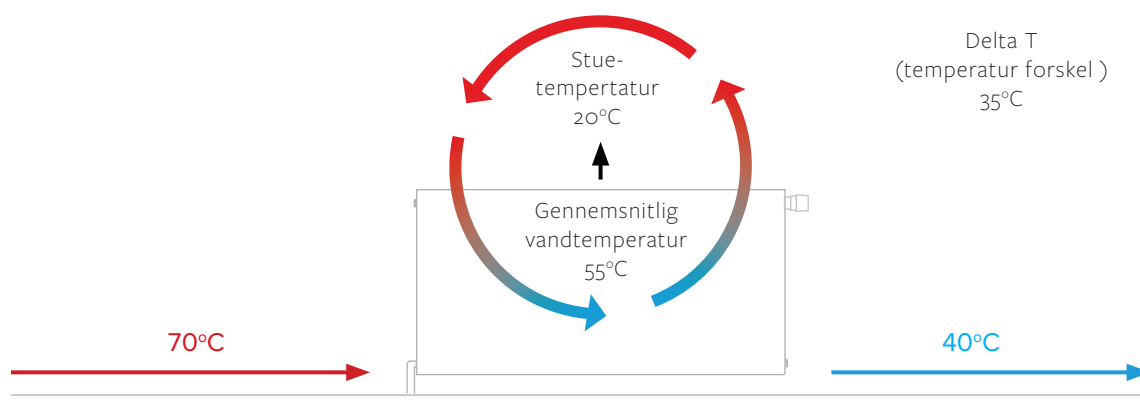 Stue-
tempertatur
20°C
Delta T
(temperatur forskel )
35°C
Gennemsnitlig
vandtemperatur
55°C
70°C
40°C